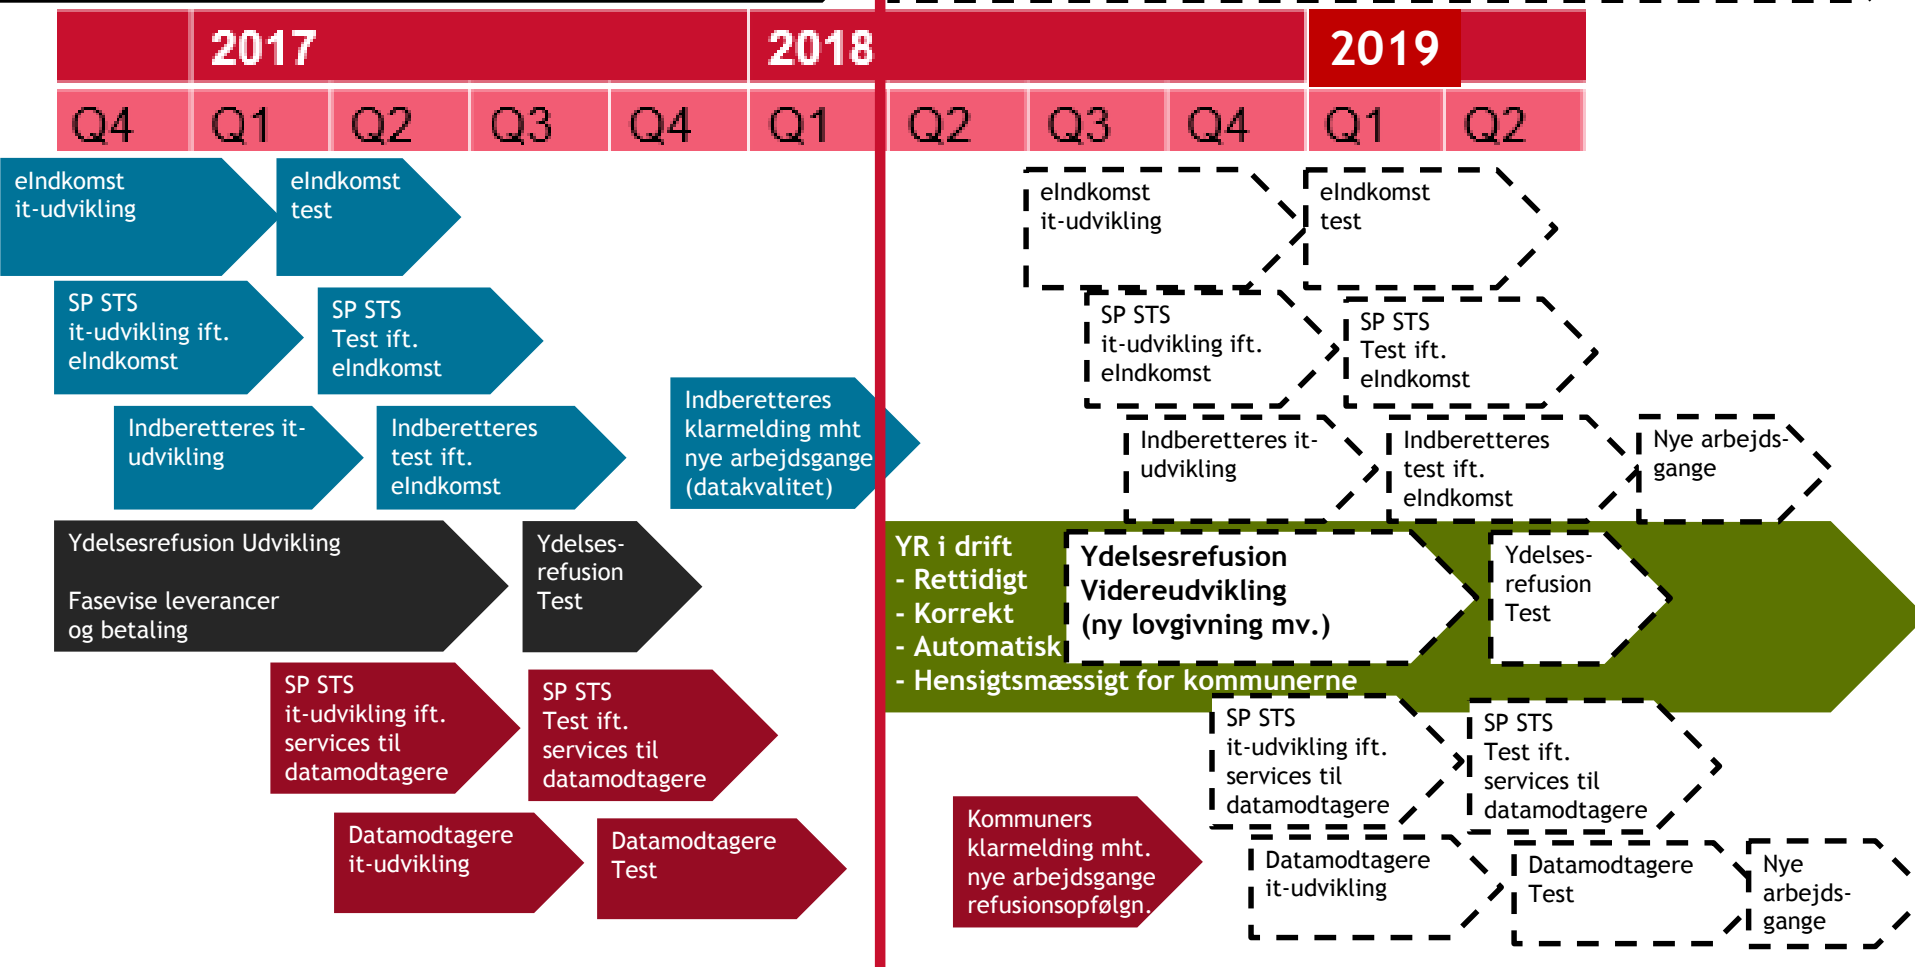 2017
2018
2019
Q4
Q1
Q2
Q3
Q4
Q1
Q2
Q3
Q4
Q1
Q2
eIndkomst
it-udvikling
eIndkomst
test
eIndkomst
it-udvikling
eIndkomst
test
SP STS
it-udvikling ift.
eIndkomst
SP STS
Test ift.
eIndkomst
SP STS
it-udvikling ift.
eIndkomst
SP STS
Test ift.
eIndkomst
Indberetteres it-
udvikling
Indberetteres
test ift.
eIndkomst
Indberetteres
klarmelding mht
nye arbejdsgange
(datakvalitet)
Indberetteres it-
udvikling
Indberetteres
test ift.
eIndkomst
Nye arbejds-
gange
Ydelsesrefusion Udvikling
Fasevise leverancer
og betaling
Ydelses-
refusion
Test
YR i drift
- Rettidigt
- Korrekt
- Automatisk
- Hensigtsmæssigt for kommunerne
Ydelsesrefusion
Videreudvikling
(ny lovgivning mv.)
Ydelses-
refusion
Test
SP STS
it-udvikling ift.
services til
datamodtagere
SP STS
Test ift.
services til
datamodtagere
SP STS
it-udvikling ift.
services til
datamodtagere
SP STS
Test ift.
services til
datamodtagere
Datamodtagere
it-udvikling
Datamodtagere
Test
Kommuners
klarmelding mht.
nye arbejdsgange
refusionsopfølgn.
Datamodtagere
it-udvikling
Datamodtagere
Test
Nye
arbejds-
gange